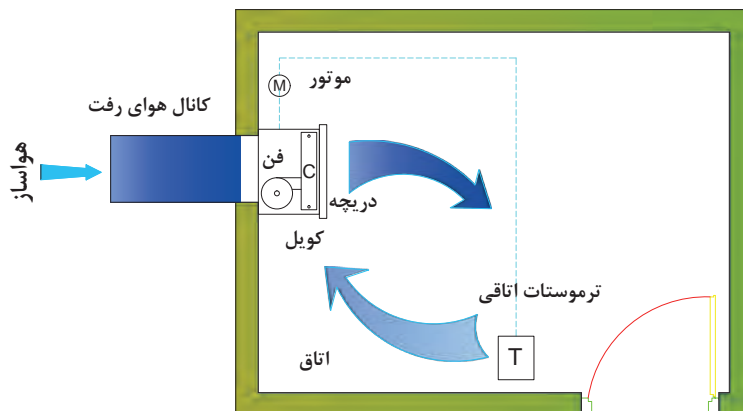 موتور
M
کانال هوای رفت
هواساز
فن
C
دریچه
کویل
ترموستات اتاقی
T
اتاق